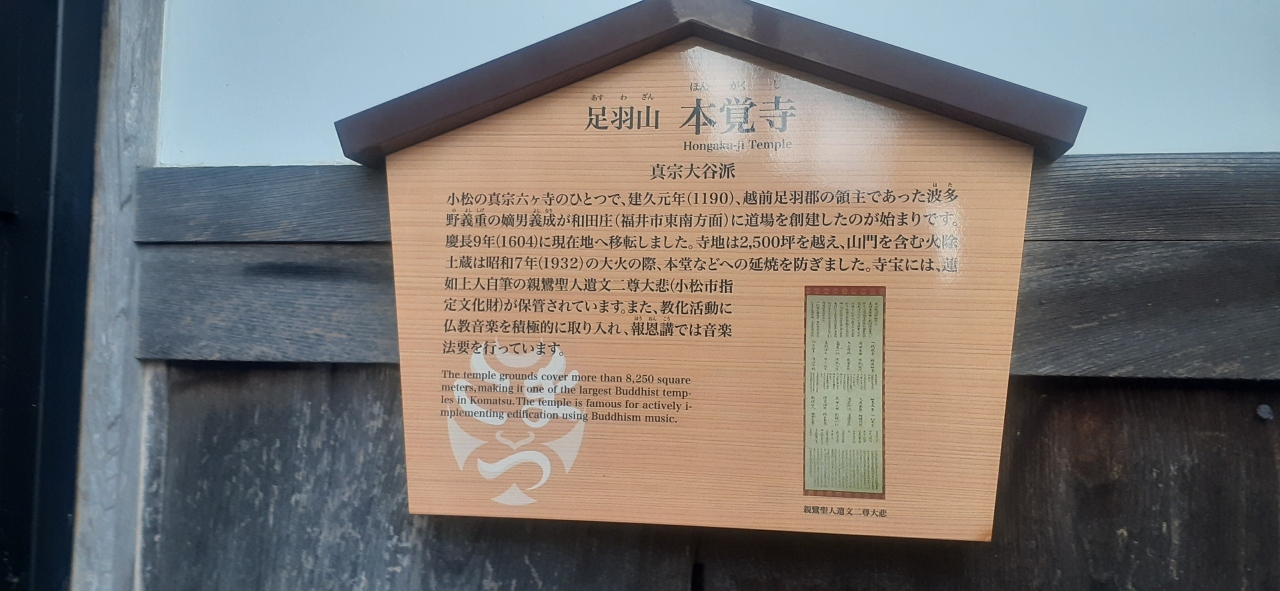 あすわざん ほんがくじ
足羽山 本覚寺
Hongaku-ji Temple
真宗大谷派
小松の真宗六ヶ寺のひとつで、建久元年(1190)、越前足羽郡の領主であった波多
野義重の嫡男義成が和田庄(福井市東南方面)に道場を創建したのが始まりです。
慶長9年(1604)に現在地へ移転しました。寺地は2,500坪を越え、山門を含む火除
土蔵は昭和7年(1932)の大火の際、本堂などへの延焼を防ぎました。寺宝には、蓮
如上人自筆の親鸞聖人遺文二尊大悲(小松市指
定文化財)が保管されています。また、教化活動に
仏教音楽を積極的に取り入れ、報恩講では音楽
法要を行っています。
The temple grounds cover more than 8,250 square
meters, making it one of the largest Buddhist temp-
les in Komatsu. The temple is famous for actively i-
mplementing edification using Buddhism music.
親鸞聖人遺文二尊大悲